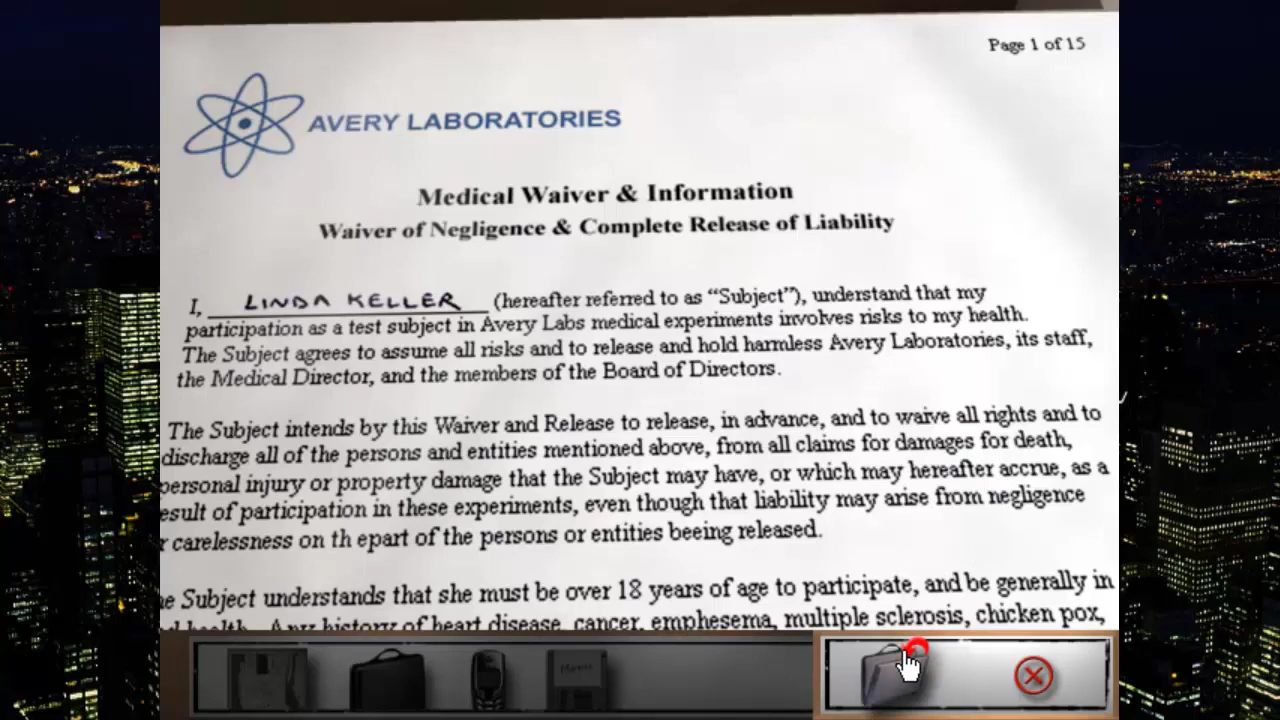 Page 1 of 15
AVERY LABORATORIES
Medical Waiver & Information
Waiver of Negligence & Complete Release of Liability
I, LINDA KELLER (hereafter referred to as “Subject”), understand that my
participation as a test subject in Avery Labs medical experiments involves risks to my health.
The Subject agrees to assume all risks and to release and hold harmless Avery Laboratories, its staff,
the Medical Director, and the members of the Board of Directors.
The Subject intends by this Waiver and Release to release, in advance, and to waive all rights and to
discharge all of the persons and entities mentioned above, from all claims for damages for death,
personal injury or property damage that the Subject may have, or which may hereafter accrue, as a
esult of participation in these experiments, even though that liability may arise from negligence
r carelessness on th epart of the persons or entities beeing released.
e Subject understands that she must be over 18 years of age to participate, and be generally in
d health. Any history of heart disease, cancer, emphesema, multiple sclerosis, chicken pox,